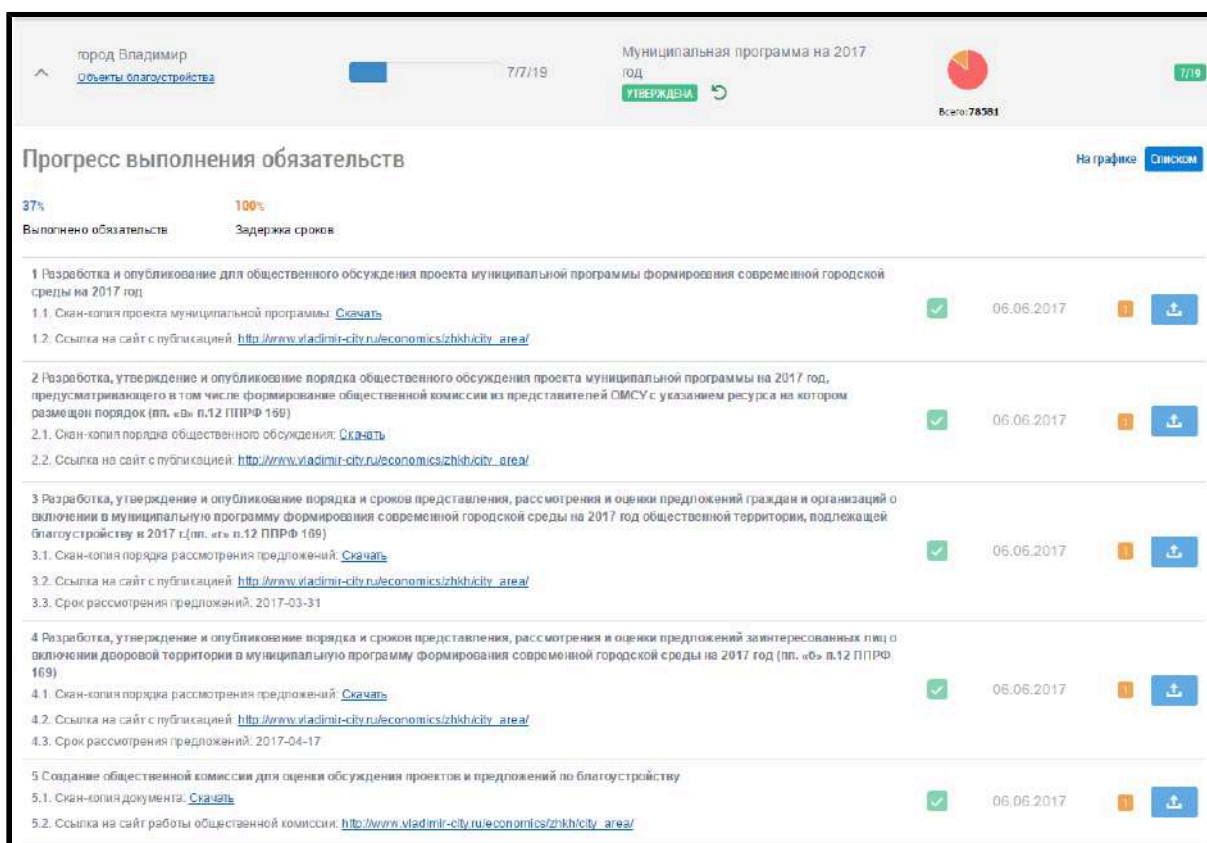 город Владимир
Объекты благоустройства
7/7/19
Муниципальная программа на 2017
год
УТВЕРЖДЕНА
Всего:78581
7/19
Прогресс выполнения обязательств
На графике Списком
37%
100%
Выполнено обязательств
Задержка сроков
1 Разработка и опубликование для общественного обсуждения проекта муниципальной программы формирования современной городской
среды на 2017 год
1.1. Скан-копия проекта муниципальной программы: Скачать
1.2. Ссылка на сайт с публикацией: http://www.vladimir-city.ru/economics/zhkh/city_area/
06.06.2017
1
2 Разработка, утверждение и опубликование порядка общественного обсуждения проекта муниципальной программы на 2017 год,
предусматривающего в том числе формирование общественной комиссии из представителей ОМСУ с указанием ресурса на котором
размещон порядок (пп. «в» п.12 ППРФ 169)
2.1. Скан-копия порядка общественного обсуждения: Скачать
2.2. Ссылка на сайт с публикацией: http://www.vladimir-city.ru/economics/zhkh/city_area/
06.06.2017
1
3 Разработка, утверждение и опубликование порядка и сроков представления, рассмотрения и оценки предложений граждан и организаций о
включении в муниципальную программу формирования современной городской среды на 2017 год общественной территории, подлежащей
благоустройству в 2017 г.(пп. «г» п.12 ППРФ 169)
3.1. Скан-копия порядка рассмотрения предложений: Скачать
3.2. Ссылка на сайт с публикацией: http://www.vladimir-city.ru/economics/zhkh/city_area/
3.3. Срок рассмотрения предложений: 2017-03-31
06.06.2017
1
4 Разработка, утверждение и опубликование порядка и сроков представления, рассмотрения и оценки предложений заинтересованных лиц о
включении дворовой территории в муниципальную программу формирования современной городской среды на 2017 год (пп. «б» п.12 ППРФ
169)
4.1. Скан-копия порядка рассмотрения предложений: Скачать
4.2. Ссылка на сайт с публикацией: http://www.vladimir-city.ru/economics/zhkh/city_area/
4.3. Срок рассмотрения предложений: 2017-04-17
06.06.2017
1
5 Создание общественной комиссии для оценки обсуждения проектов и предложений по благоустройству
5.1. Скан-копия документа: Скачать
5.2. Ссылка на сайт работы общественной комиссии: http://www.vladimir-city.ru/economics/zhkh/city_area/
06.06.2017
1